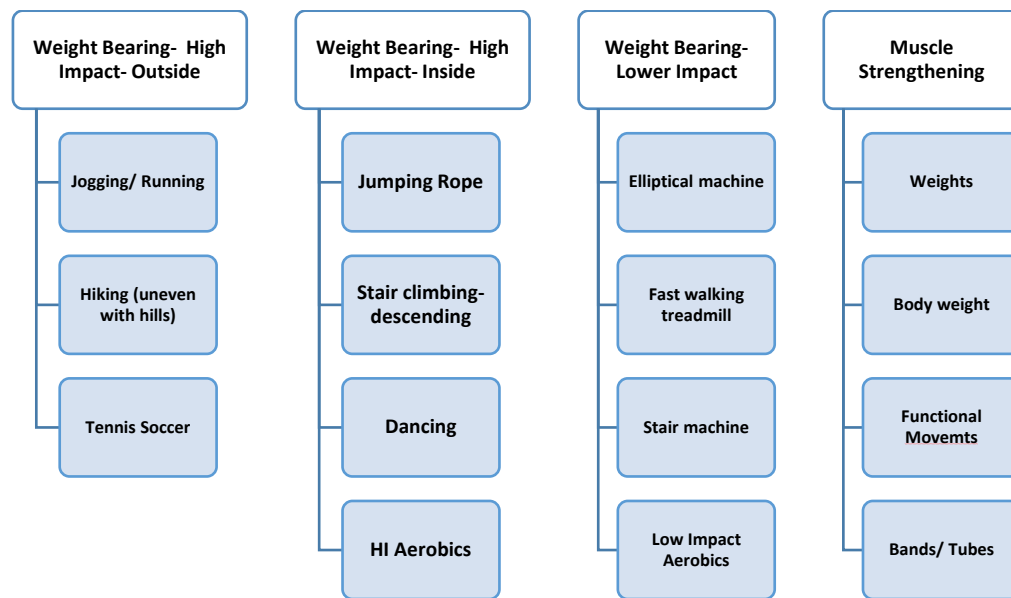 Weight Bearing-  High
Impact- Outside
Jogging/ Running
Hiking (uneven
with hills)
Tennis Soccer
Weight Bearing-  High
Impact- Inside
Jumping Rope
Stair climbing-
descending
Dancing
HI Aerobics
Weight Bearing-
Lower Impact
Elliptical machine
Fast walking
treadmill
Stair machine
Low Impact
Aerobics
Muscle
Strengthening
Weights
Body weight
Functional
Movemts
Bands/ Tubes